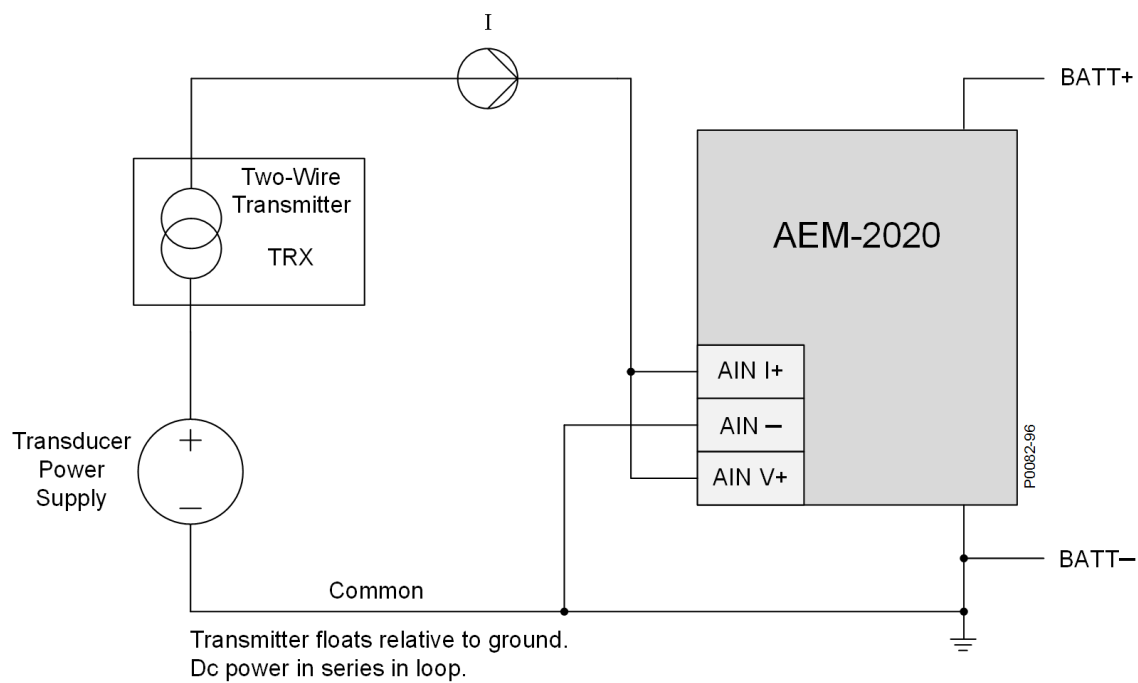 I
BATT+
Two-Wire
Transmitter
TRX
AEM-2020
AIN I+
AIN –
AIN V+
Transducer
Power
Supply
+
–
P0082-96
BATT–
Common
Transmitter floats relative to ground.
Dc power in series in loop.